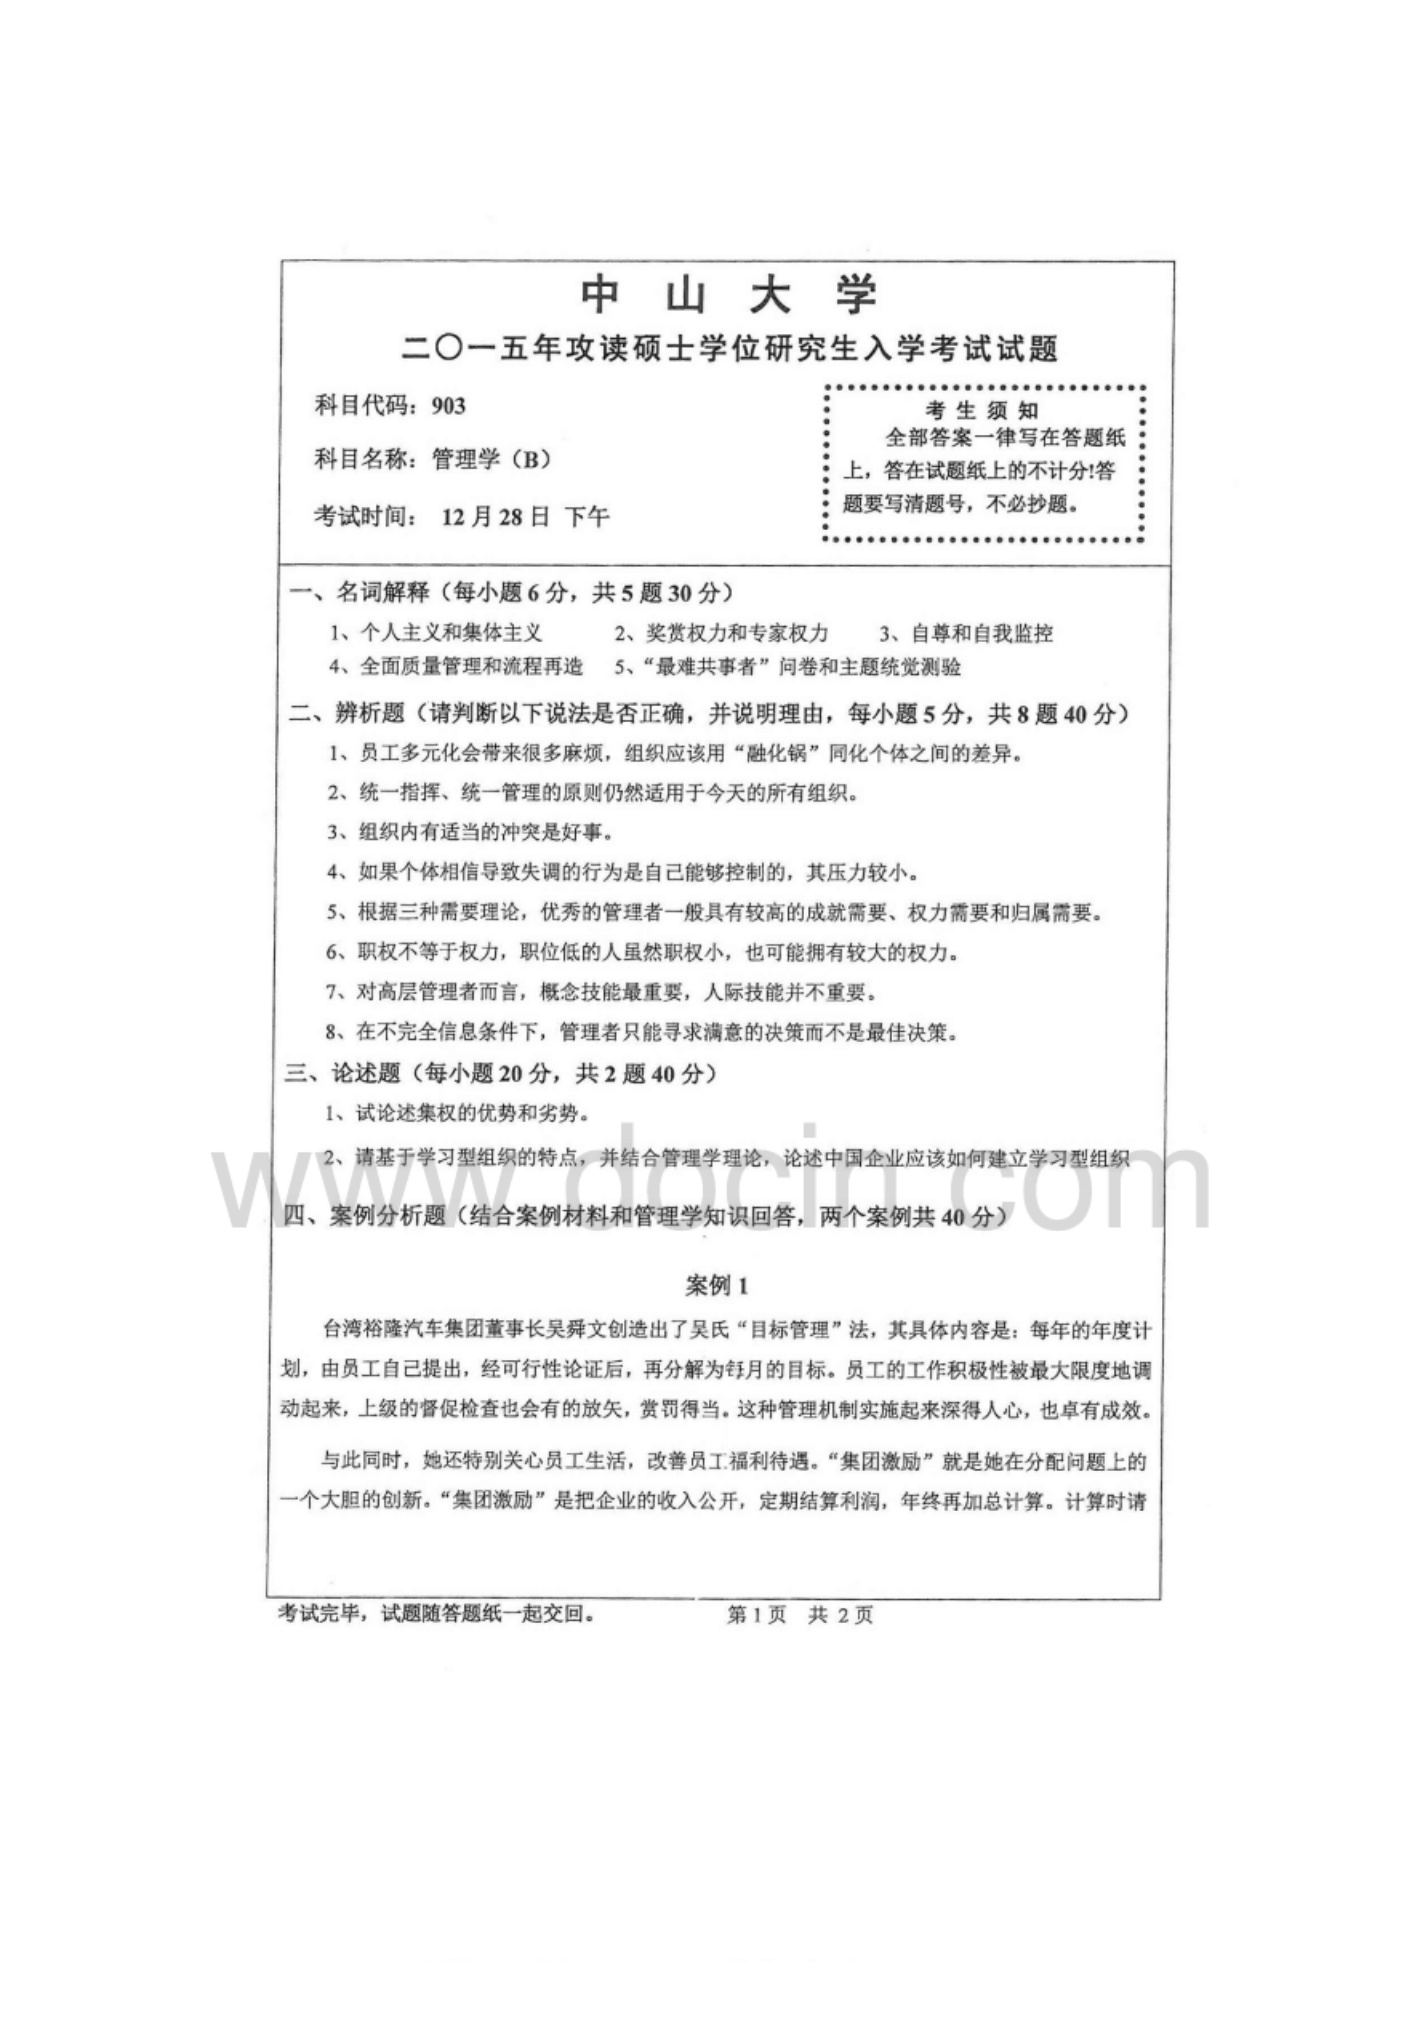 中 山 大 学
二〇一五年攻读硕士学位研究生入学考试试题
科目代码：903
科目名称：管理学（B）
考试时间： 12月28日 下午
考 生 须 知
全部答案一律写在答题纸
上，答在试题纸上的不计分!答
题要写清题号，不必抄题。
一、名词解释（每小题6分，共5题30分）
1、个人主义和集体主义 2、奖赏权力和专家权力 3、自尊和自我监控
4、全面质量管理和流程再造 5、“最难共事者”问卷和主题统觉测验
二、辨析题（请判断以下说法是否正确，并说明理由，每小题5分，共8题40分）
1、员工多元化会带来很多麻烦，组织应该用“融化锅”同化个体之间的差异。
2、统一指挥、统一管理的原则仍然适用于今天的所有组织。
3、组织内有适当的冲突是好事。
4、如果个体相信导致失调的行为是自己能够控制的，其压力较小。
5、根据三种需要理论，优秀的管理者一般具有较高的成就需要、权力需要和归属需要。
6、职权不等于权力，职位低的人虽然职权小，也可能拥有较大的权力。
7、对高层管理者而言，概念技能最重要，人际技能并不重要。
8、在不完全信息条件下，管理者只能寻求满意的决策而不是最佳决策。
三、论述题（每小题20分，共2题40分）
1、试论述集权的优势和劣势。
2、请基于学习型组织的特点，并结合管理学理论，论述中国企业应该如何建立学习型组织
www.docin.com
四、案例分析题（结合案例材料和管理学知识回答，两个案例共40分）
案例1
台湾裕隆汽车集团董事长吴舜文创造出了吴氏“目标管理”法，其具体内容是：每年的年度计
划，由员工自己提出，经可行性论证后，再分解为每月的目标。员工的工作积极性被最大限度地调
动起来，上级的督促检查也会有的放矢，赏罚得当。这种管理机制实施起来深得人心，也卓有成效。
与此同时，她还特别关心员工生活，改善员工福利待遇。“集团激励”就是她在分配问题上的
一个大胆的创新。“集团激励”是把企业的收入公开，定期结算利润，年终再加总计算。计算时请
考试完毕，试题随答题纸一起交回。 第1页 共2页